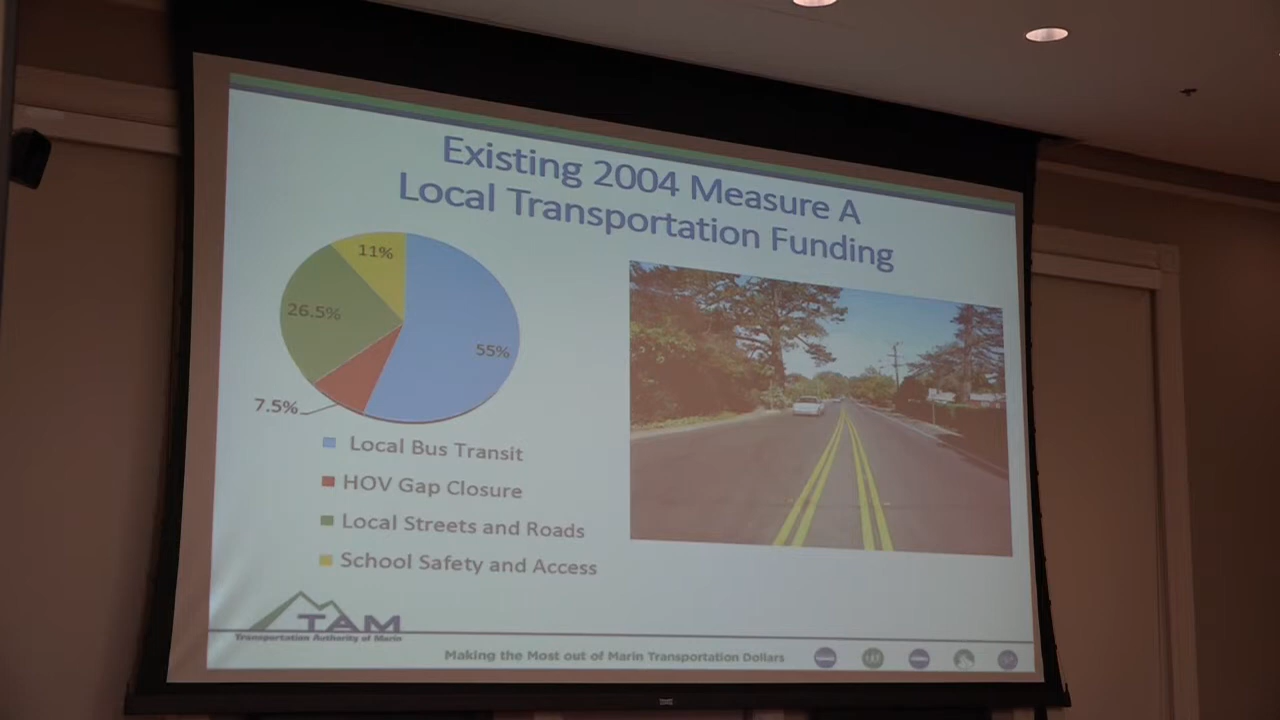 Existing 2004 Measure A
Local Transportation Funding
11%
26.5%
55%
7.5%
Local Bus Transit
HOV Gap Closure
Local Streets and Roads
School Safety and Access
TAM
Transportation Authority of Marin
Making the Most out of Marin Transportation Dollars